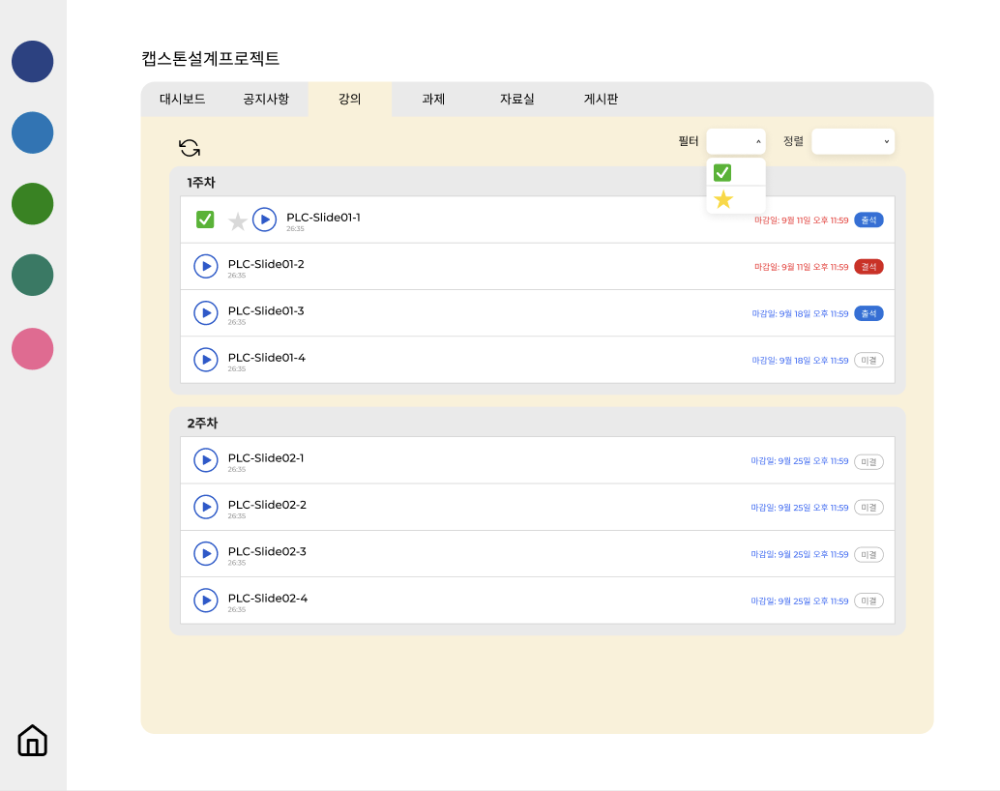 캡스톤설계프로젝트
대시보드 공지사항 강의 과제 자료실 게시판
필터 정렬
1주차
PLC-Slide01-1 마감일: 9월 11일 오후 11:59 출석
26:35
PLC-Slide01-2 마감일: 9월 11일 오후 11:59 결석
26:35
PLC-Slide01-3 마감일: 9월 18일 오후 11:59 출석
26:35
PLC-Slide01-4 마감일: 9월 18일 오후 11:59 미결
26:35
2주차
PLC-Slide02-1 마감일: 9월 25일 오후 11:59 미결
26:35
PLC-Slide02-2 마감일: 9월 25일 오후 11:59 미결
26:35
PLC-Slide02-3 마감일: 9월 25일 오후 11:59 미결
26:35
PLC-Slide02-4 마감일: 9월 25일 오후 11:59 미결
26:35